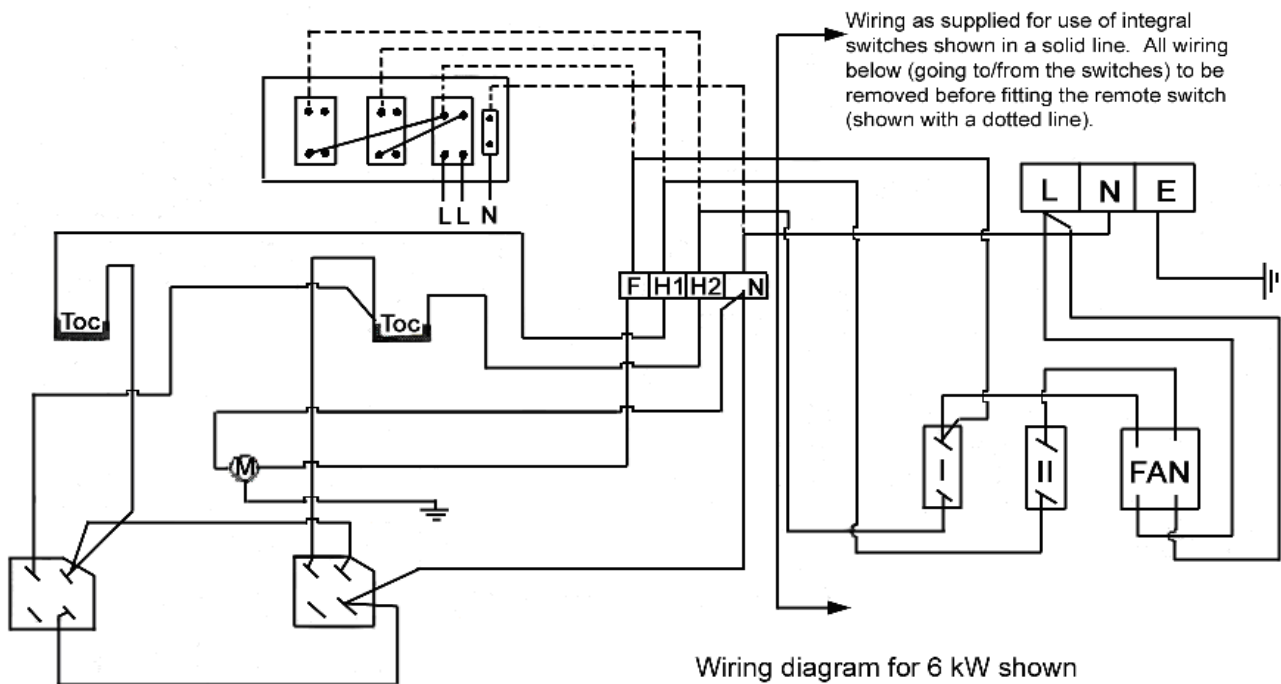 Wiring as supplied for use of integral
switches shown in a solid line. All wiring
below (going to/from the switches) to be
removed before fitting the remote switch
(shown with a dotted line).
L L N
L N E
F H1 H2 N
Toc
Toc
M
I
II
FAN
Wiring diagram for 6 kW shown